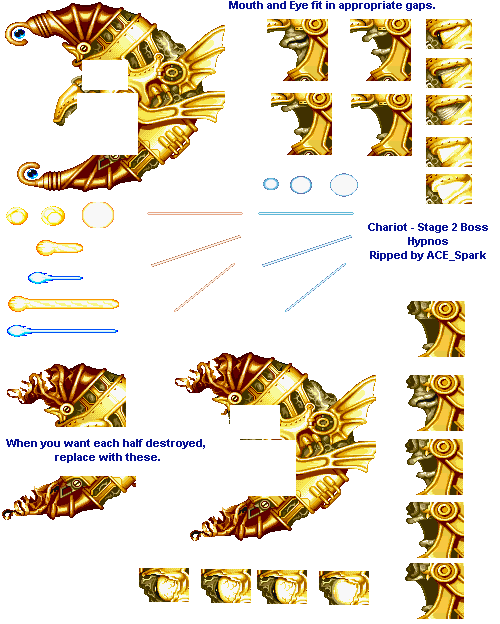 Mouth and Eye fit in appropriate gaps.
Chariot - Stage 2 Boss
Hypnos
Ripped by ACE_Spark
When you want each half destroyed,
replace with these.